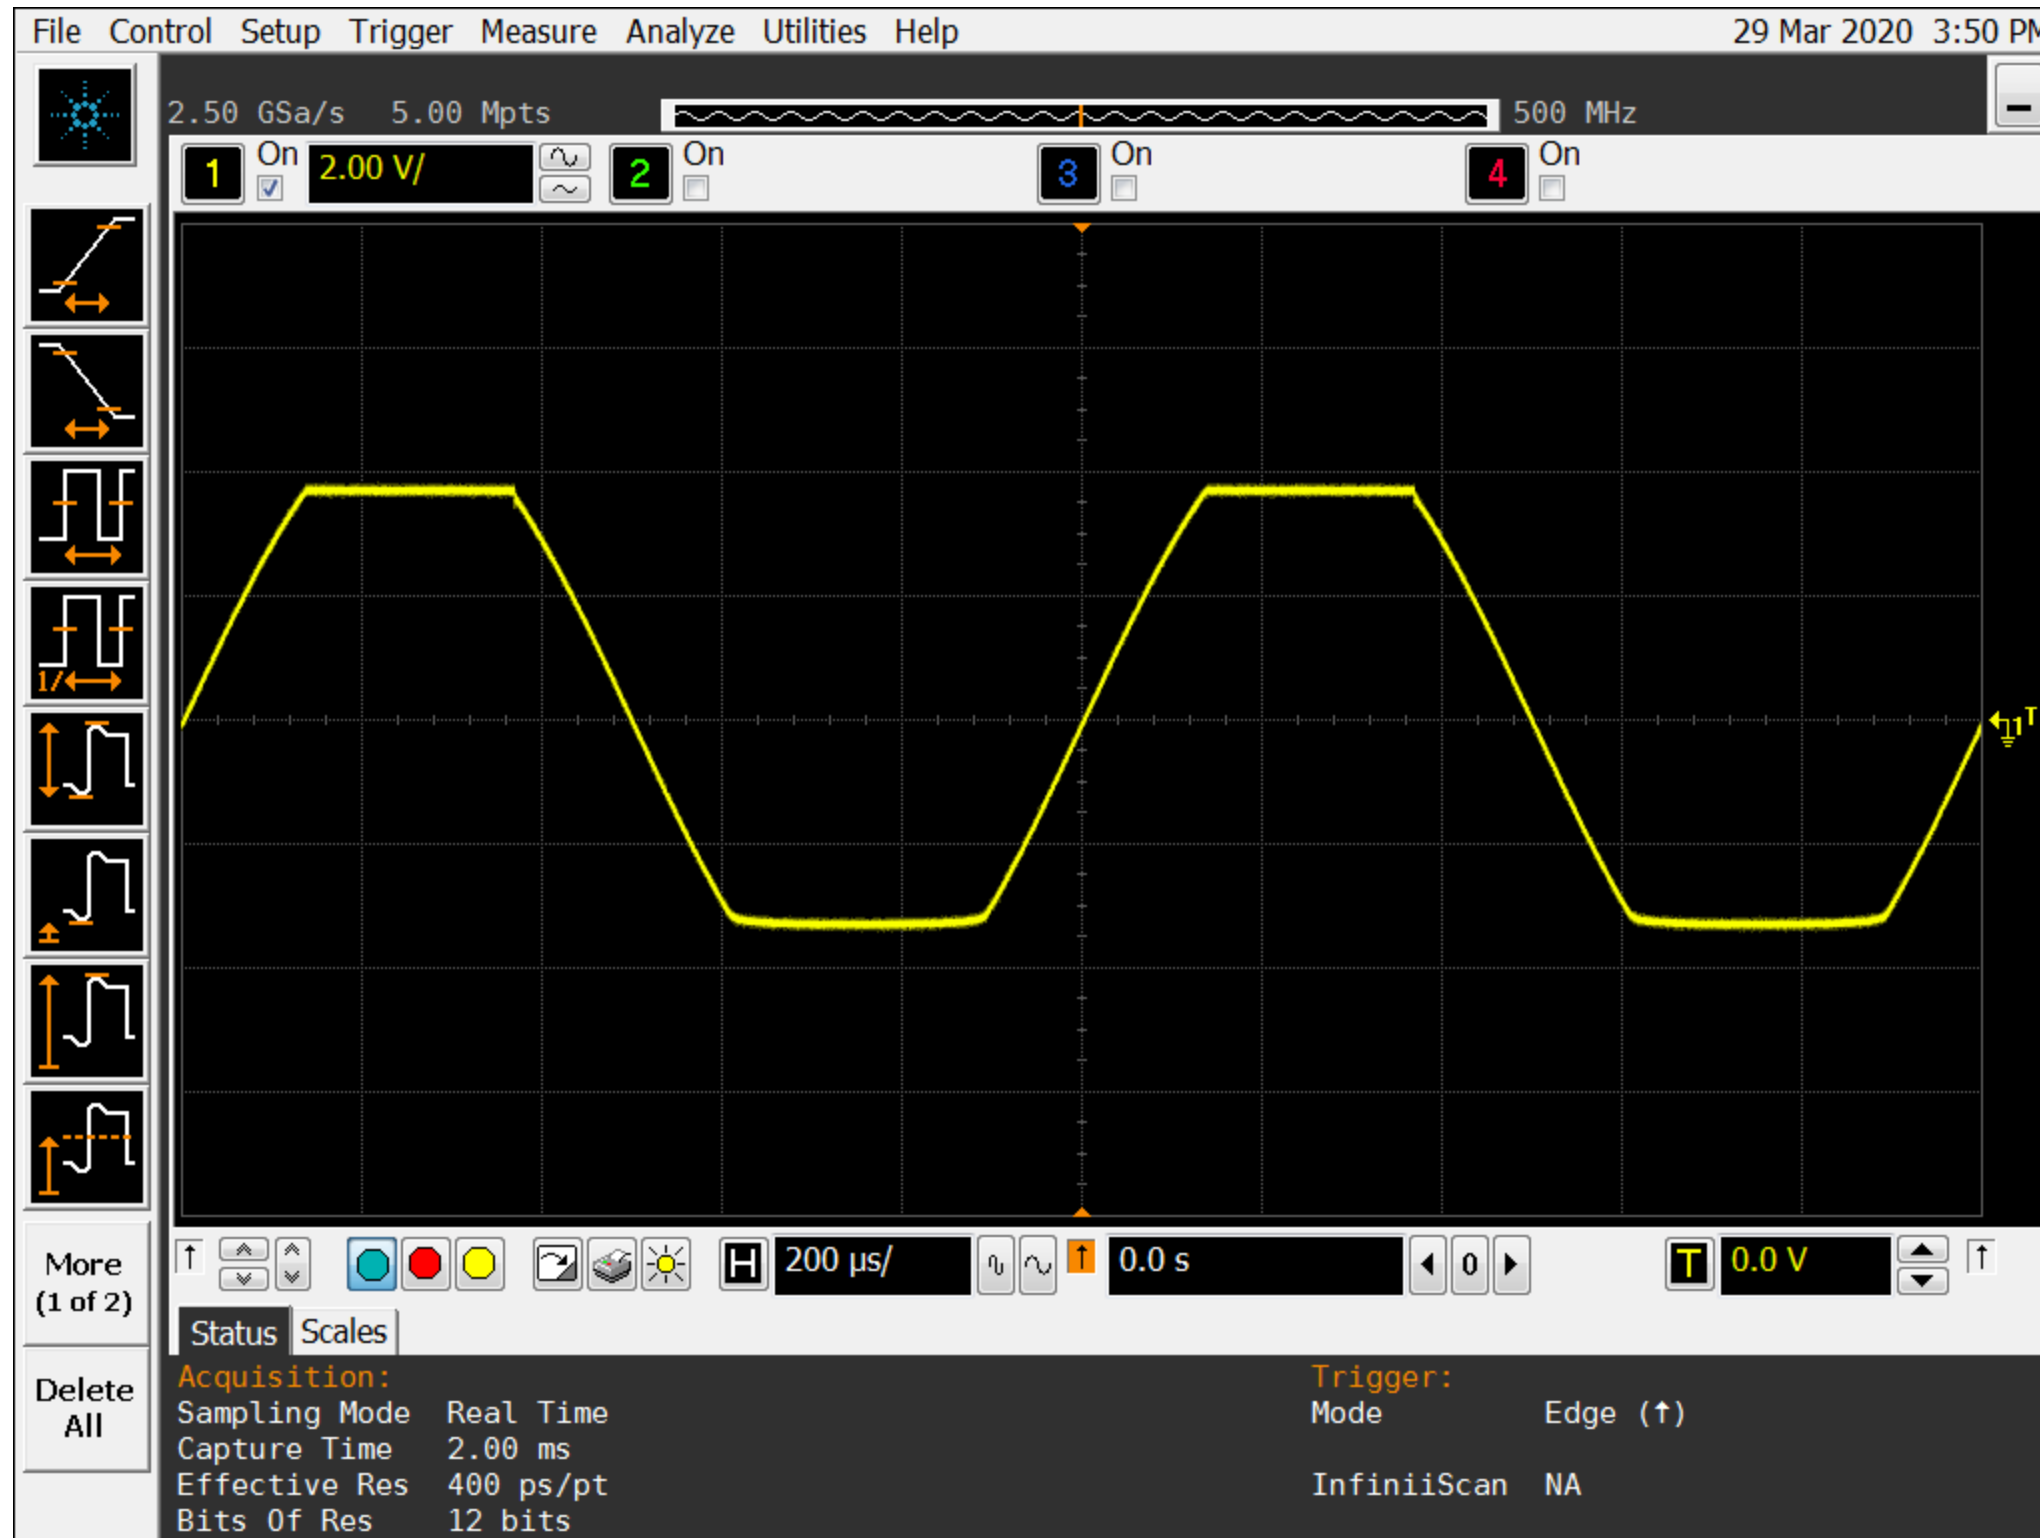 File Control Setup Trigger Measure Analyze Utilities Help 29 Mar 2020 3:50 PM
2.50 GSa/s 5.00 Mpts 500 MHz
1 On 2.00 V/ 2 On 3 On 4 On
1/
1 T
More
(1 of 2)
H 200 µs/ 0.0 s 0 T 0.0 V
Delete
All
Status Scales
Acquisition: Trigger:
Sampling Mode Real Time Mode Edge (↑)
Capture Time 2.00 ms
Effective Res 400 ps/pt InfiniiScan NA
Bits Of Res 12 bits